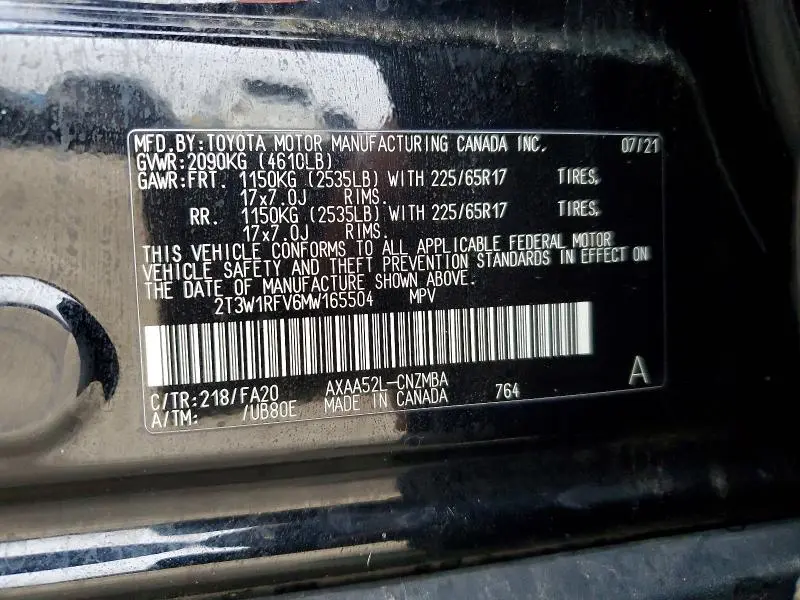 MFD.BY:TOYOTA MOTOR MANUFACTURING CANADA INC. 07/21
GVWR:2090KG (4610LB)
GAWR:FRT. 1150KG (2535LB) WITH 225/65R17 TIRES,
17x7.0J RIMS.
RR. 1150KG (2535LB) WITH 225/65R17 TIRES,
17x7.0J RIMS.
THIS VEHICLE CONFORMS TO ALL APPLICABLE FEDERAL MOTOR
VEHICLE SAFETY AND THEFT PREVENTION STANDARDS IN EFFECT ON
THE DATE OF MANUFACTURE SHOWN ABOVE.
2T3W1RFV6MW165504 MPV
C/TR:218/FA20 AXAA52L-CNZMBA 764 A
A/TM: /UB80E MADE IN CANADA